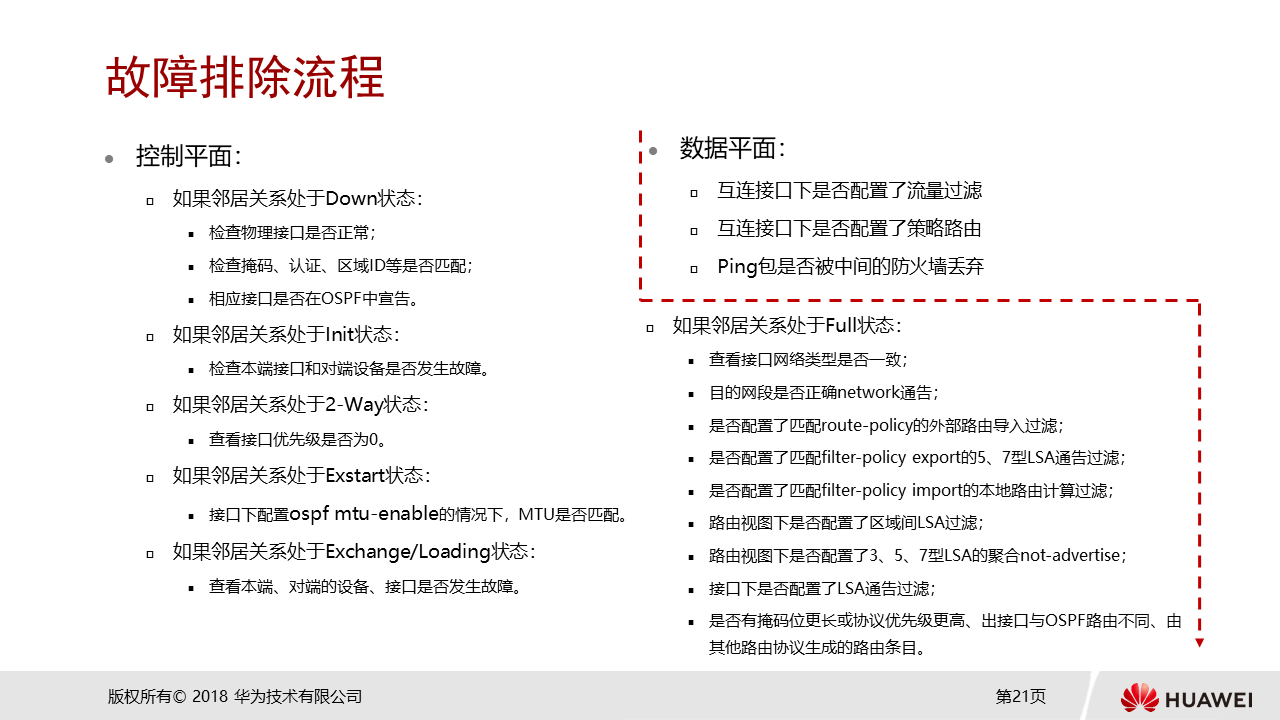 故障排除流程
控制平面：
如果邻居关系处于Down状态：
检查物理接口是否正常；
检查掩码、认证、区域ID等是否匹配；
相应接口是否在OSPF中宣告。
如果邻居关系处于Init状态：
检查本端接口和对端设备是否发生故障。
如果邻居关系处于2-Way状态：
查看接口优先级是否为0。
如果邻居关系处于Exstart状态：
接口下配置ospf mtu-enable的情况下，MTU是否匹配。
如果邻居关系处于Exchange/Loading状态：
查看本端、对端的设备、接口是否发生故障。
数据平面：
互连接口下是否配置了流量过滤
互连接口下是否配置了策略路由
Ping包是否被中间的防火墙丢弃
如果邻居关系处于Full状态：
查看接口网络类型是否一致；
目的网段是否正确network通告；
是否配置了匹配route-policy的外部路由导入过滤；
是否配置了匹配filter-policy export的5、7型LSA通告过滤；
是否配置了匹配filter-policy import的本地路由计算过滤；
路由视图下是否配置了区域间LSA过滤；
路由视图下是否配置了3、5、7型LSA的聚合not-advertise；
接口下是否配置了LSA通告过滤；
是否有掩码位更长或协议优先级更高、出接口与OSPF路由不同、由
其他路由协议生成的路由条目。
版权所有© 2018 华为技术有限公司
第21页
HUAWEI